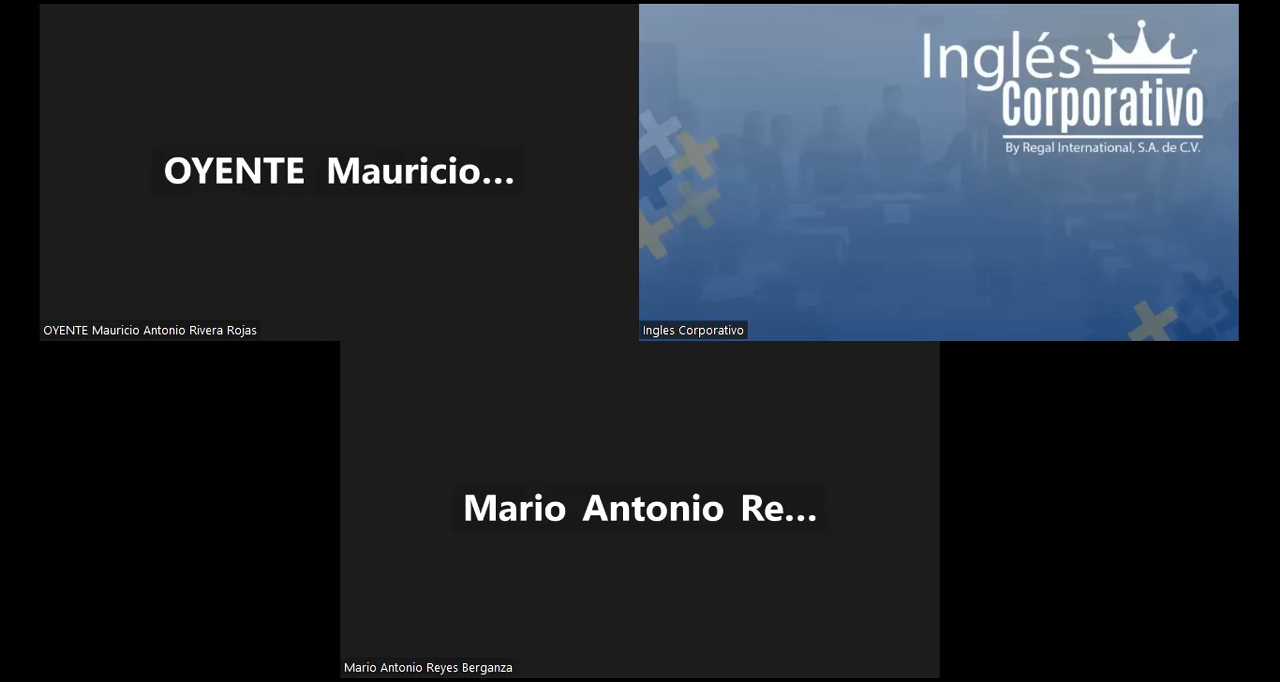 OYENTE Mauricio...
OYENTE Mauricio Antonio Rivera Rojas
Inglés
Corporativo
By Regal International, S.A. de C.V.
Ingles Corporativo
Mario Antonio Re...
Mario Antonio Reyes Berganza